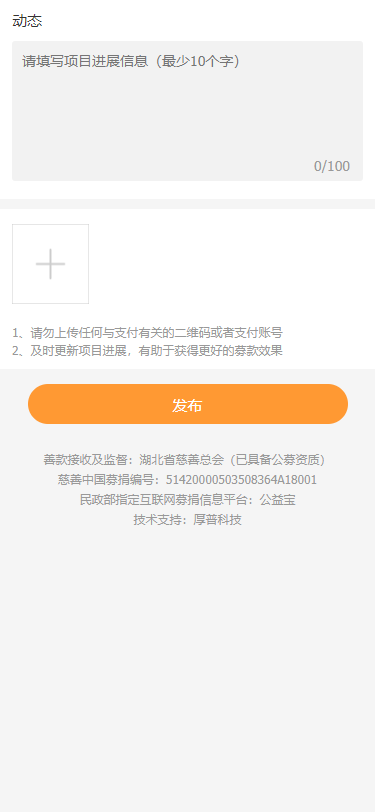 动态
请填写项目进展信息（最少10个字）
0/100
1、请勿上传任何与支付有关的二维码或者支付账号
2、及时更新项目进展，有助于获得更好的募款效果
发布
善款接收及监督：湖北省慈善总会（已具备公募资质）
慈善中国募捐编号：51420000503508364A18001
民政部指定互联网募捐信息平台：公益宝
技术支持：厚普科技